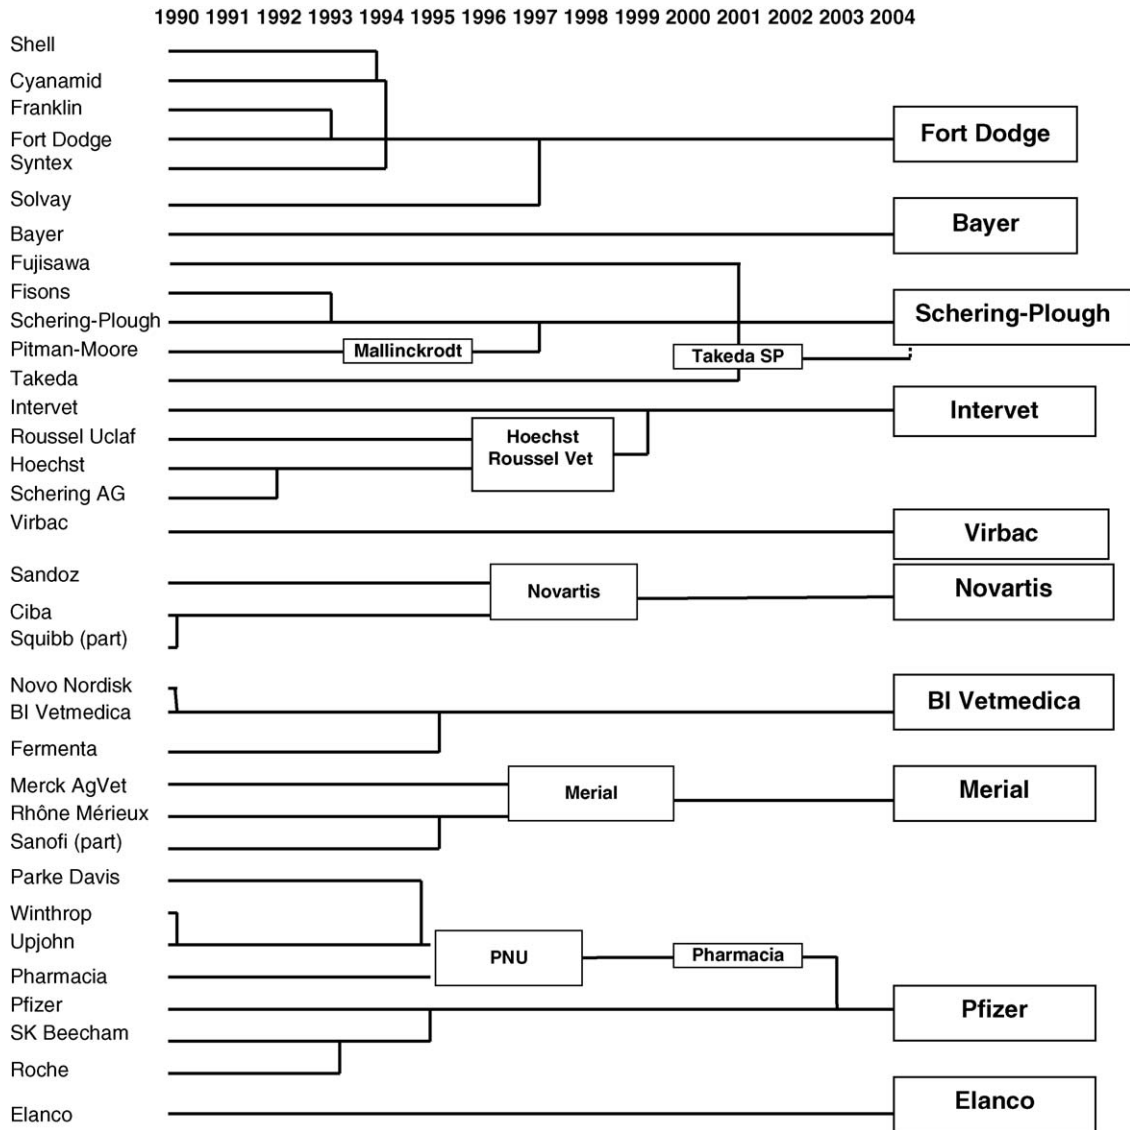 1990 1991 1992 1993 1994 1995 1996 1997 1998 1999 2000 2001 2002 2003 2004
Shell
Cyanamid
Franklin
Fort Dodge
Syntex
Solvay
Bayer
Fujisawa
Fisons
Schering-Plough
Pitman-Moore
Takeda
Intervet
Roussel Uclaf
Hoechst
Schering AG
Virbac
Sandoz
Ciba
Squibb (part)
Novo Nordisk
BI Vetmedica
Fermenta
Merck AgVet
Rhône Mérieux
Sanofi (part)
Parke Davis
Winthrop
Upjohn
Pharmacia
Pfizer
SK Beecham
Roche
Elanco
Mallinckrodt
Takeda SP
Hoechst
Roussel Vet
Novartis
Merial
PNU
Pharmacia
Fort Dodge
Bayer
Schering-Plough
Intervet
Virbac
Novartis
BI Vetmedica
Merial
Pfizer
Elanco